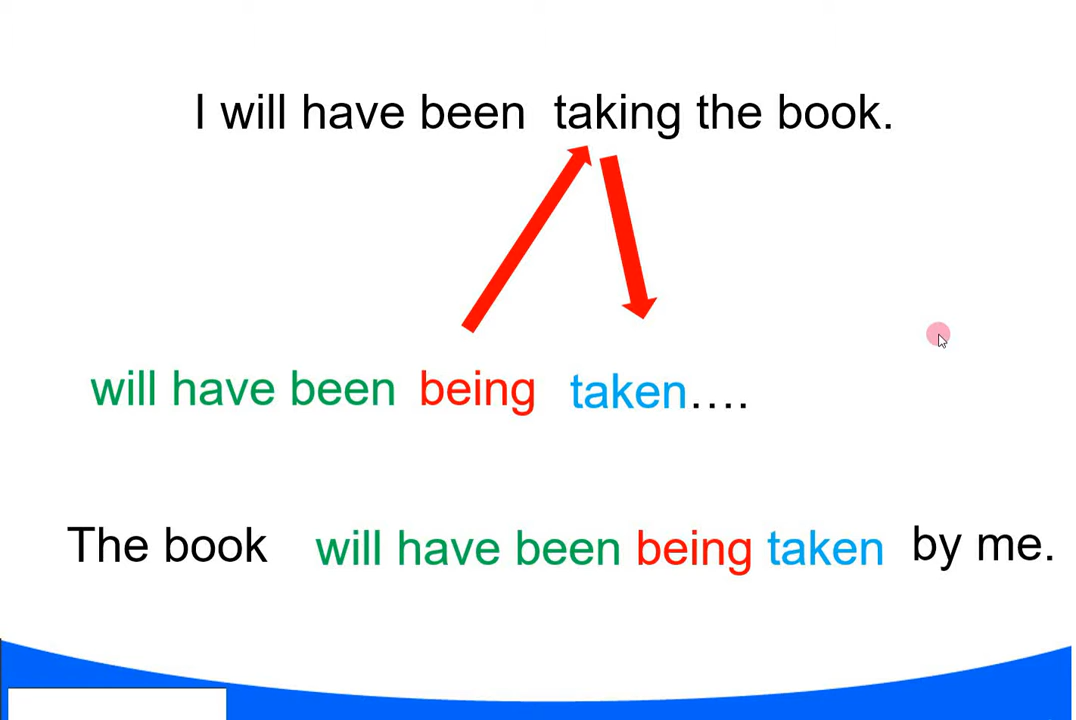 I will have been taking the book.
will have been being taken....
The book will have been being taken by me.